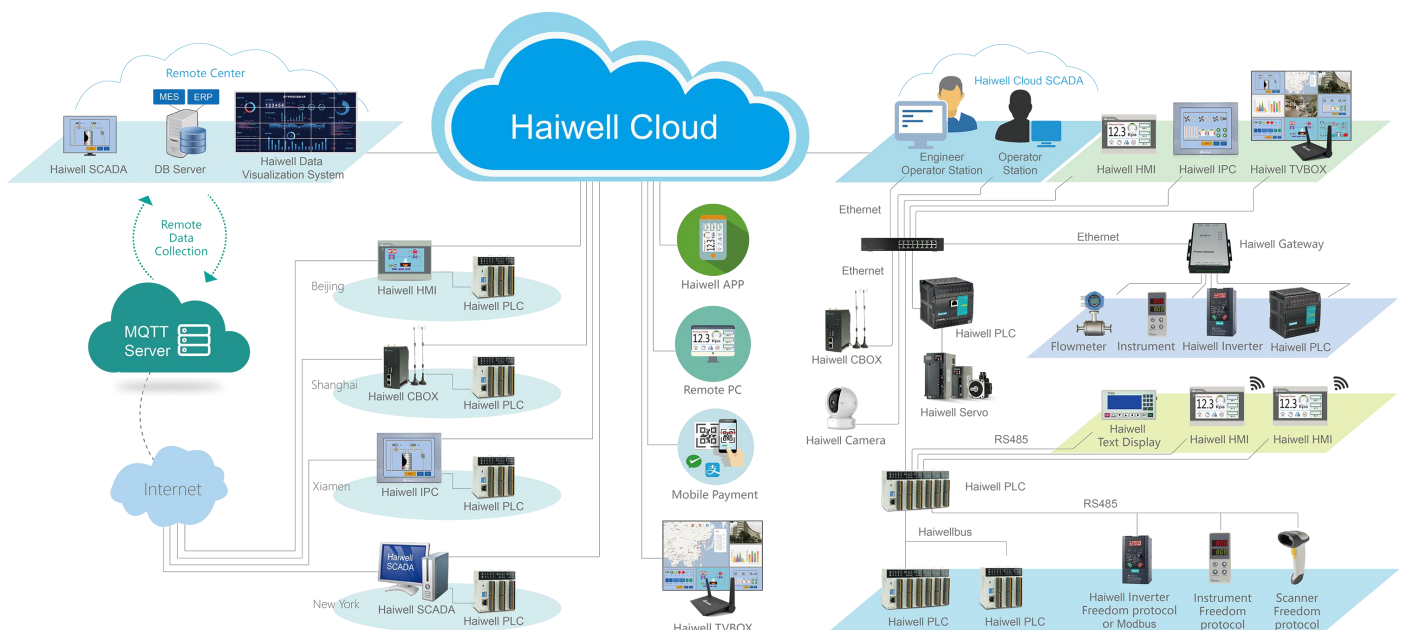 Remote Center
MES
ERP
Haiwell SCADA
DB Server
Haiwell Data
Visualization System
Remote
Data
Collection
MQTT
Server
Internet
Haiwell Cloud
Beijing
Haiwell HMI
Haiwell PLC
Shanghai
Haiwell CBOX
Haiwell PLC
Xiamen
Haiwell IPC
Haiwell PLC
Haiwell
SCADA
New York
Haiwell SCADA
Haiwell PLC
Haiwell APP
12.3
Remote PC
Mobile Payment
Haiwell TVBOX
Haiwell Cloud SCADA
Engineer
Operator Station
Operator
Station
12.3 Kpa
Haiwell HMI
Haiwell IPC
Haiwell TVBOX
Ethernet
Ethernet
Ethernet
Haiwell Gateway
Haiwell CBOX
Haiwell PLC
Haiwell Servo
Haiwell Camera
Flowmeter
Instrument
Haiwell Inverter
Haiwell PLC
RS485
Haiwell
Text Display
12.3 Kpa
Haiwell HMI
12.3 Kpa
Haiwell HMI
Haiwell PLC
RS485
Haiwellbus
Haiwell PLC
Haiwell PLC
Haiwell Inverter
Freedom protocol
or Modbus
Instrument
Freedom
protocol
Scanner
Freedom
protocol